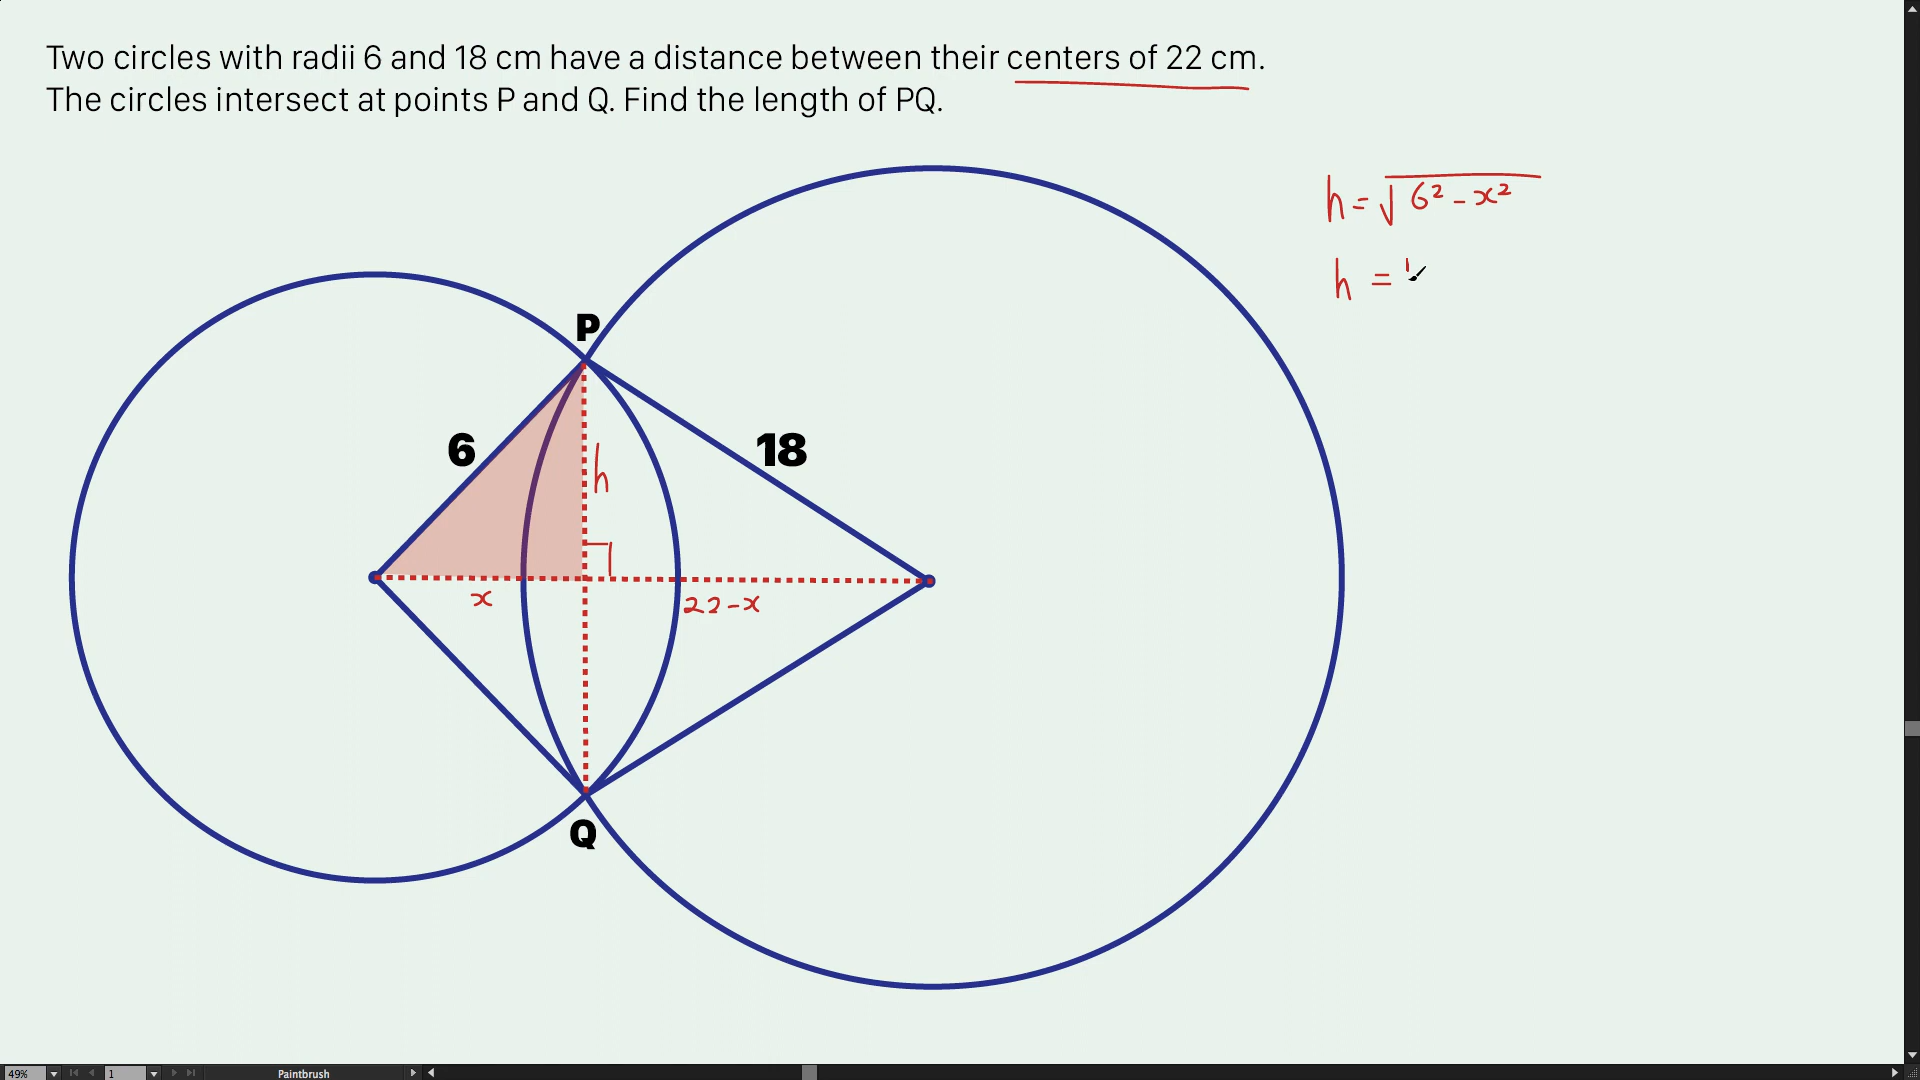 Two circles with radii 6 and 18 cm have a distance between their centers of 22 cm.
The circles intersect at points P and Q. Find the length of PQ.
h = √6² - x²
h =
P
6
18
h
x
22-x
Q
49%
1
Paintbrush